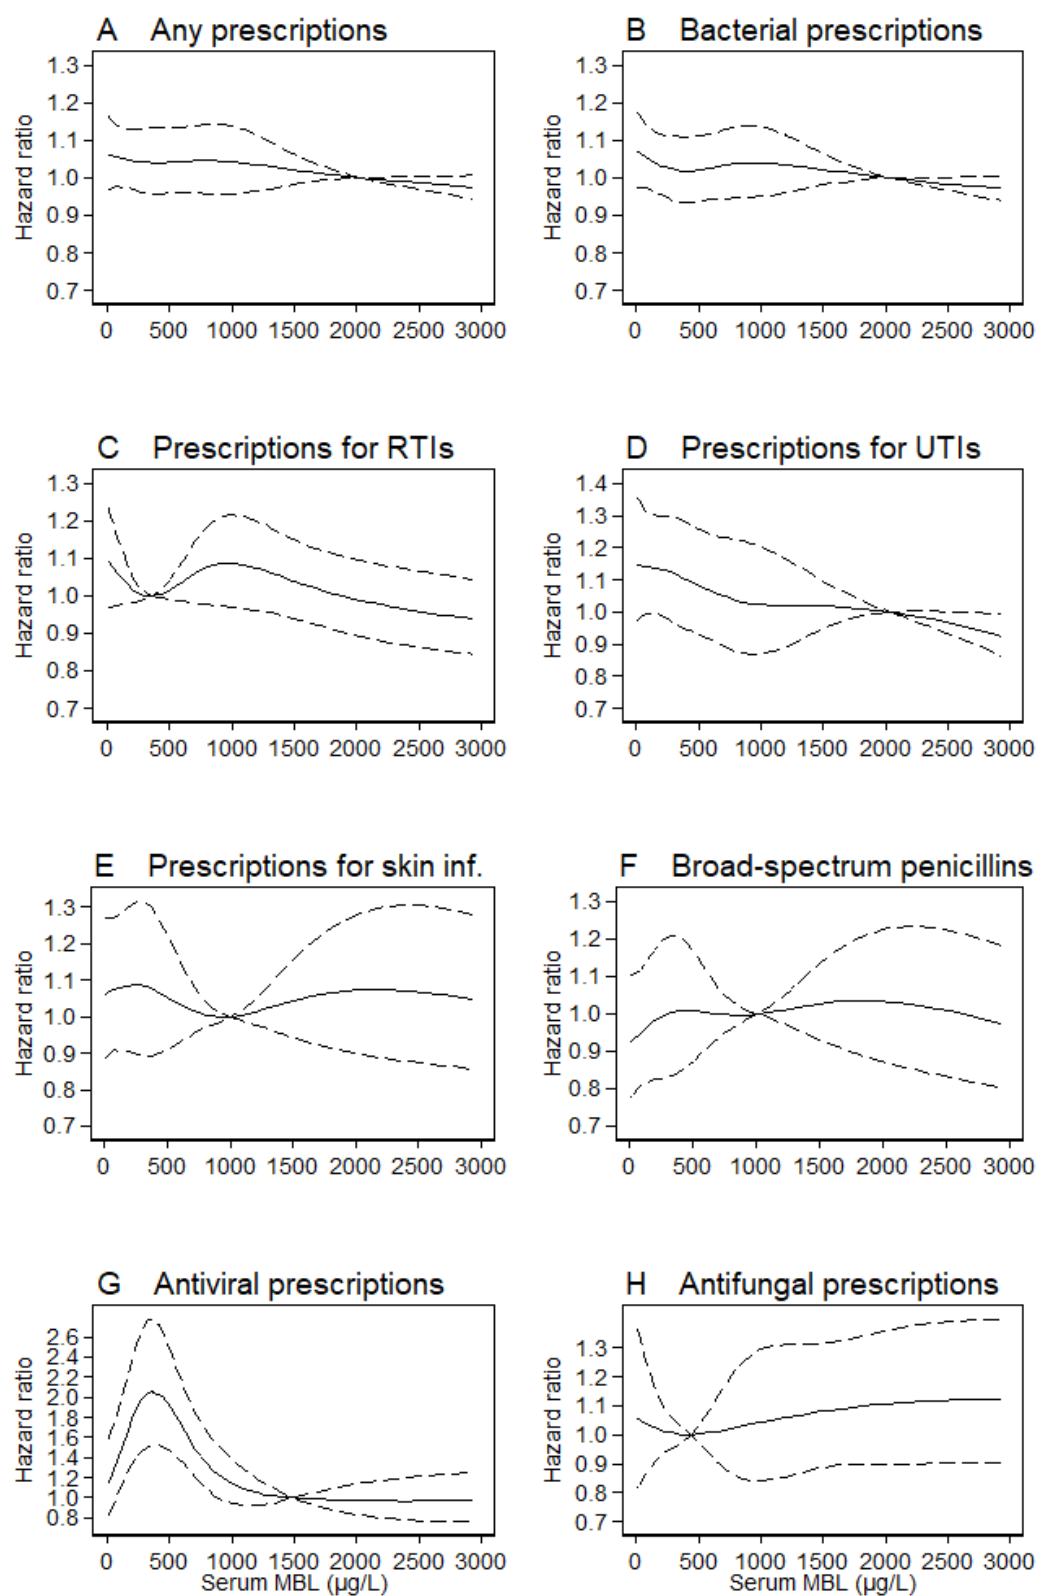 A Any prescriptions
Hazard ratio
1.3
1.2
1.1
1.0
0.9
0.8
0.7
0 500 1000 1500 2000 2500 3000
B Bacterial prescriptions
Hazard ratio
1.3
1.2
1.1
1.0
0.9
0.8
0.7
0 500 1000 1500 2000 2500 3000
C Prescriptions for RTIs
Hazard ratio
1.3
1.2
1.1
1.0
0.9
0.8
0.7
0 500 1000 1500 2000 2500 3000
D Prescriptions for UTIs
Hazard ratio
1.4
1.3
1.2
1.1
1.0
0.9
0.8
0.7
0 500 1000 1500 2000 2500 3000
E Prescriptions for skin inf.
Hazard ratio
1.3
1.2
1.1
1.0
0.9
0.8
0.7
0 500 1000 1500 2000 2500 3000
F Broad-spectrum penicillins
Hazard ratio
1.3
1.2
1.1
1.0
0.9
0.8
0.7
0 500 1000 1500 2000 2500 3000
G Antiviral prescriptions
Hazard ratio
2.6
2.4
2.2
2.0
1.8
1.6
1.4
1.2
1.0
0.8
0 500 1000 1500 2000 2500 3000
Serum MBL (µg/L)
H Antifungal prescriptions
Hazard ratio
1.3
1.2
1.1
1.0
0.9
0.8
0.7
0 500 1000 1500 2000 2500 3000
Serum MBL (µg/L)